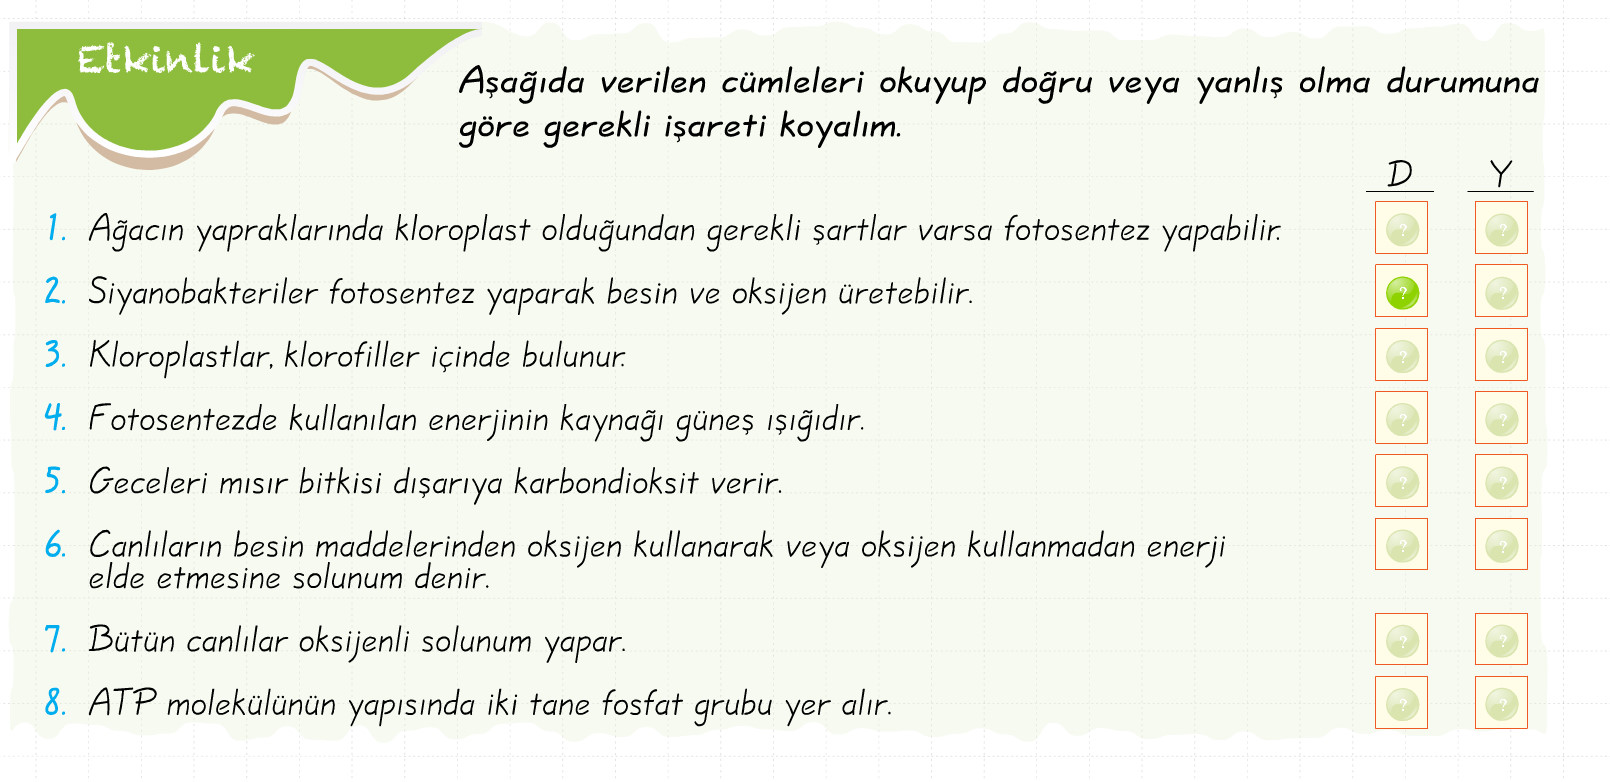 Etkinlik
Aşağıda verilen cümleleri okuyup doğru veya yanlış olma durumuna
göre gerekli işareti koyalım.
D Y
1. Ağacın yapraklarında kloroplast olduğundan gerekli şartlar varsa fotosentez yapabilir. ? ?
2. Siyanobakteriler fotosentez yaparak besin ve oksijen üretebilir. ? ?
3. Kloroplastlar, klorofiller içinde bulunur. ? ?
4. Fotosentezde kullanılan enerjinin kaynağı güneş ışığıdır. ? ?
5. Geceleri mısır bitkisi dışarıya karbondioksit verir. ? ?
6. Canlıların besin maddelerinden oksijen kullanarak veya oksijen kullanmadan enerji ? ?
elde etmesine solunum denir.
7. Bütün canlılar oksijenli solunum yapar. ? ?
8. ATP molekülünün yapısında iki tane fosfat grubu yer alır. ? ?